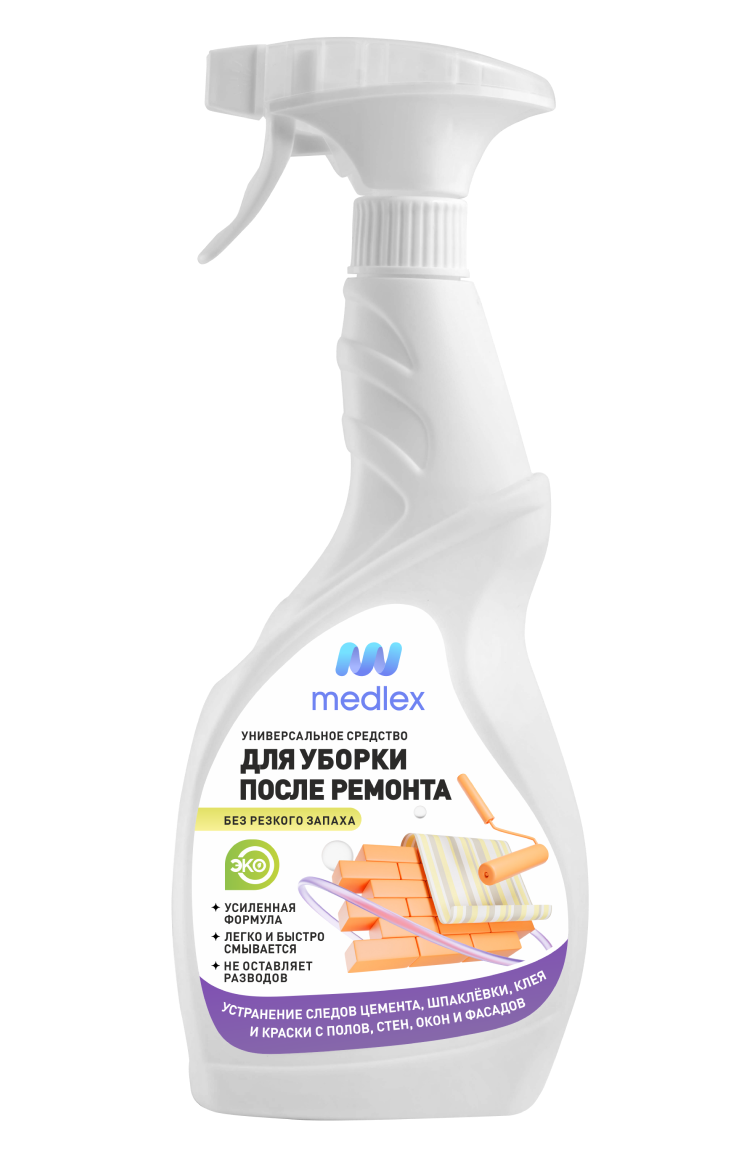 medlex
УНИВЕРСАЛЬНОЕ СРЕДСТВО
ДЛЯ УБОРКИ
ПОСЛЕ РЕМОНТА
БЕЗ РЕЗКОГО ЗАПАХА
ЭКО
УСИЛЕННАЯ
ФОРМУЛА
ЛЕГКО И БЫСТРО
СМЫВАЕТСЯ
НЕ ОСТАВЛЯЕТ
РАЗВОДОВ
УСТРАНЕНИЕ СЛЕДОВ ЦЕМЕНТА, ШПАКЛЁВКИ, КЛЕЯ
И КРАСКИ С ПОЛОВ, СТЕН, ОКОН И ФАСАДОВ